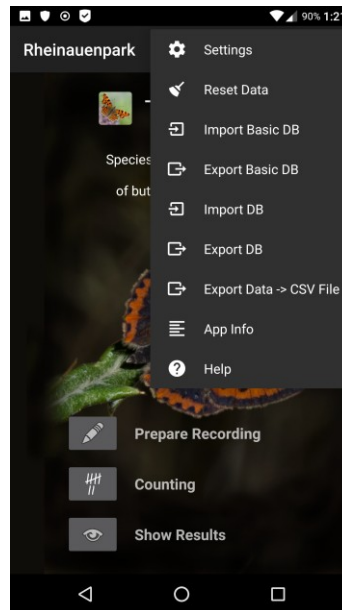 90% 1:21
Rheinauenpark
Settings
Reset Data
Import Basic DB
Species
Export Basic DB
of but
Import DB
Export DB
Export Data -> CSV File
App Info
Help
Prepare Recording
Counting
Show Results